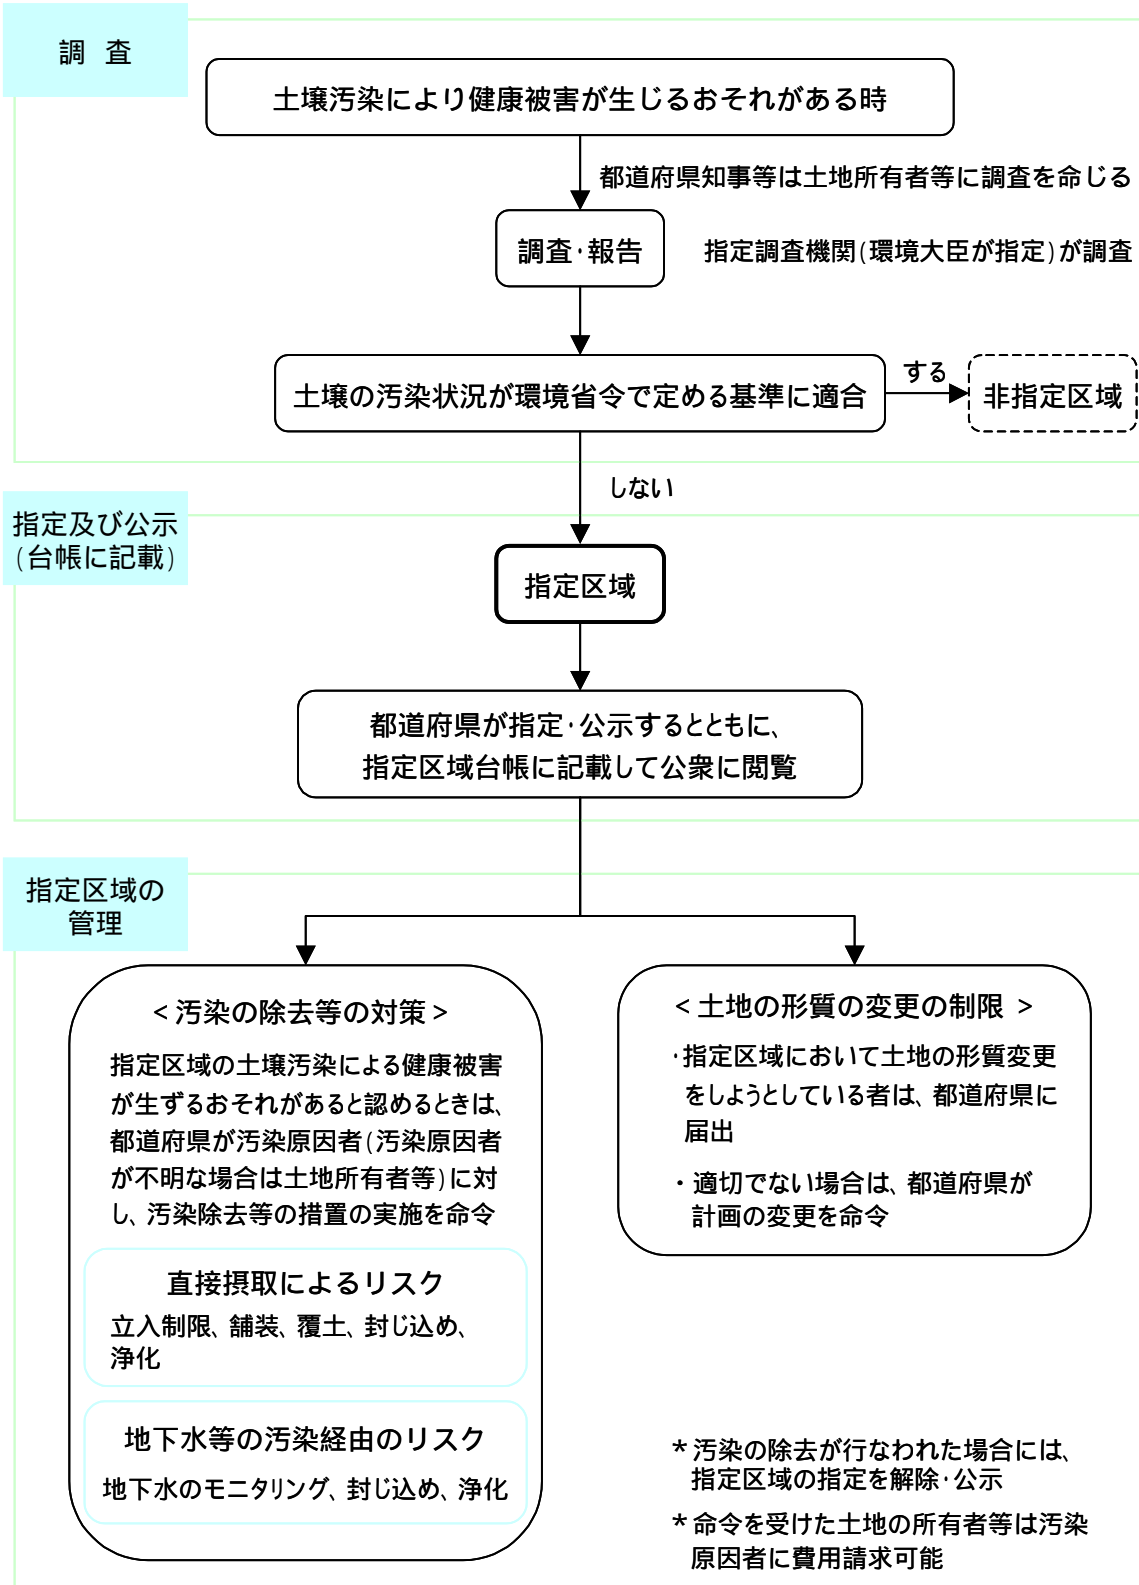 調 査
土壌汚染により健康被害が生じるおそれがある時
都道府県知事等は土地所有者等に調査を命じる
調査・報告
指定調査機関(環境大臣が指定)が調査
土壌の汚染状況が環境省令で定める基準に適合
する
非指定区域
しない
指定及び公示
(台帳に記載)
指定区域
都道府県が指定・公示するとともに、
指定区域台帳に記載して公衆に閲覧
指定区域の
管理
<汚染の除去等の対策>
指定区域の土壌汚染による健康被害
が生ずるおそれがあると認めるときは、
都道府県が汚染原因者(汚染原因者
が不明な場合は土地所有者等)に対
し、汚染除去等の措置の実施を命令
直接摂取によるリスク
立入制限、舗装、覆土、封じ込め、
浄化
地下水等の汚染経由のリスク
地下水のモニタリング、封じ込め、浄化
<土地の形質の変更の制限 >
・指定区域において土地の形質変更
をしようとしている者は、都道府県に
届出
・適切でない場合は、都道府県が
計画の変更を命令
*汚染の除去が行なわれた場合には、
指定区域の指定を解除・公示
*命令を受けた土地の所有者等は汚染
原因者に費用請求可能